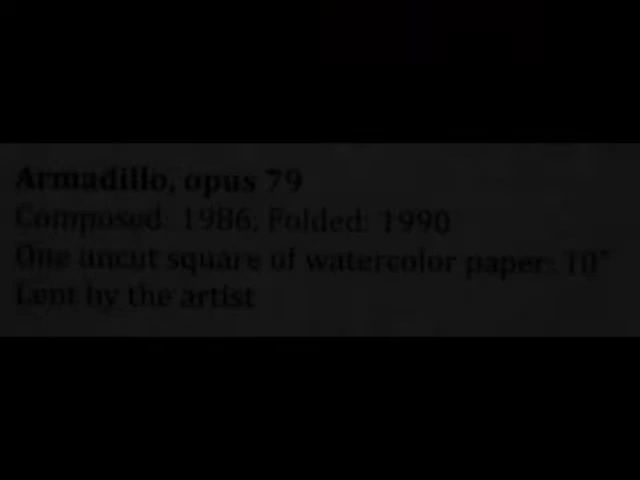 Armadillo, opus 79
Composed: 1986; Folded: 1990
One uncut square of watercolor paper: 10"
Lent by the artist